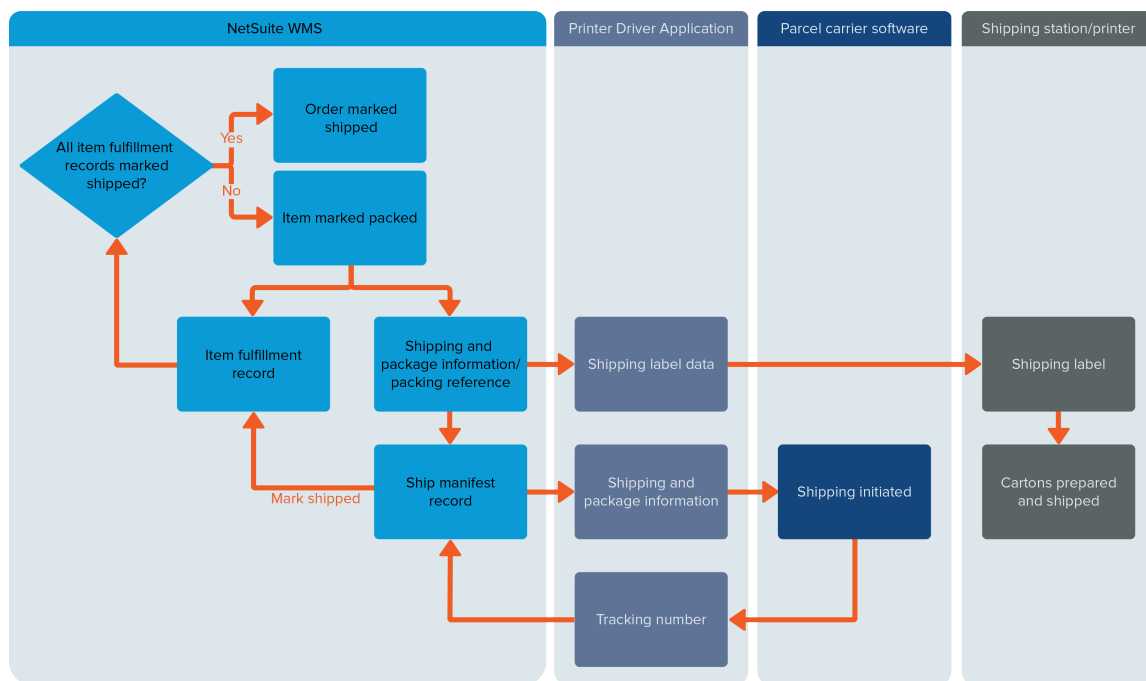 NetSuite WMS
Printer Driver Application
Parcel carrier software
Shipping station/printer
Order marked
shipped
All item fulfillment
records marked
shipped?
Yes
No
Item marked packed
Item fulfillment
record
Shipping and
package information/
packing reference
Shipping label data
Shipping label
Mark shipped
Ship manifest
record
Shipping and
package information
Shipping initiated
Cartons prepared
and shipped
Tracking number